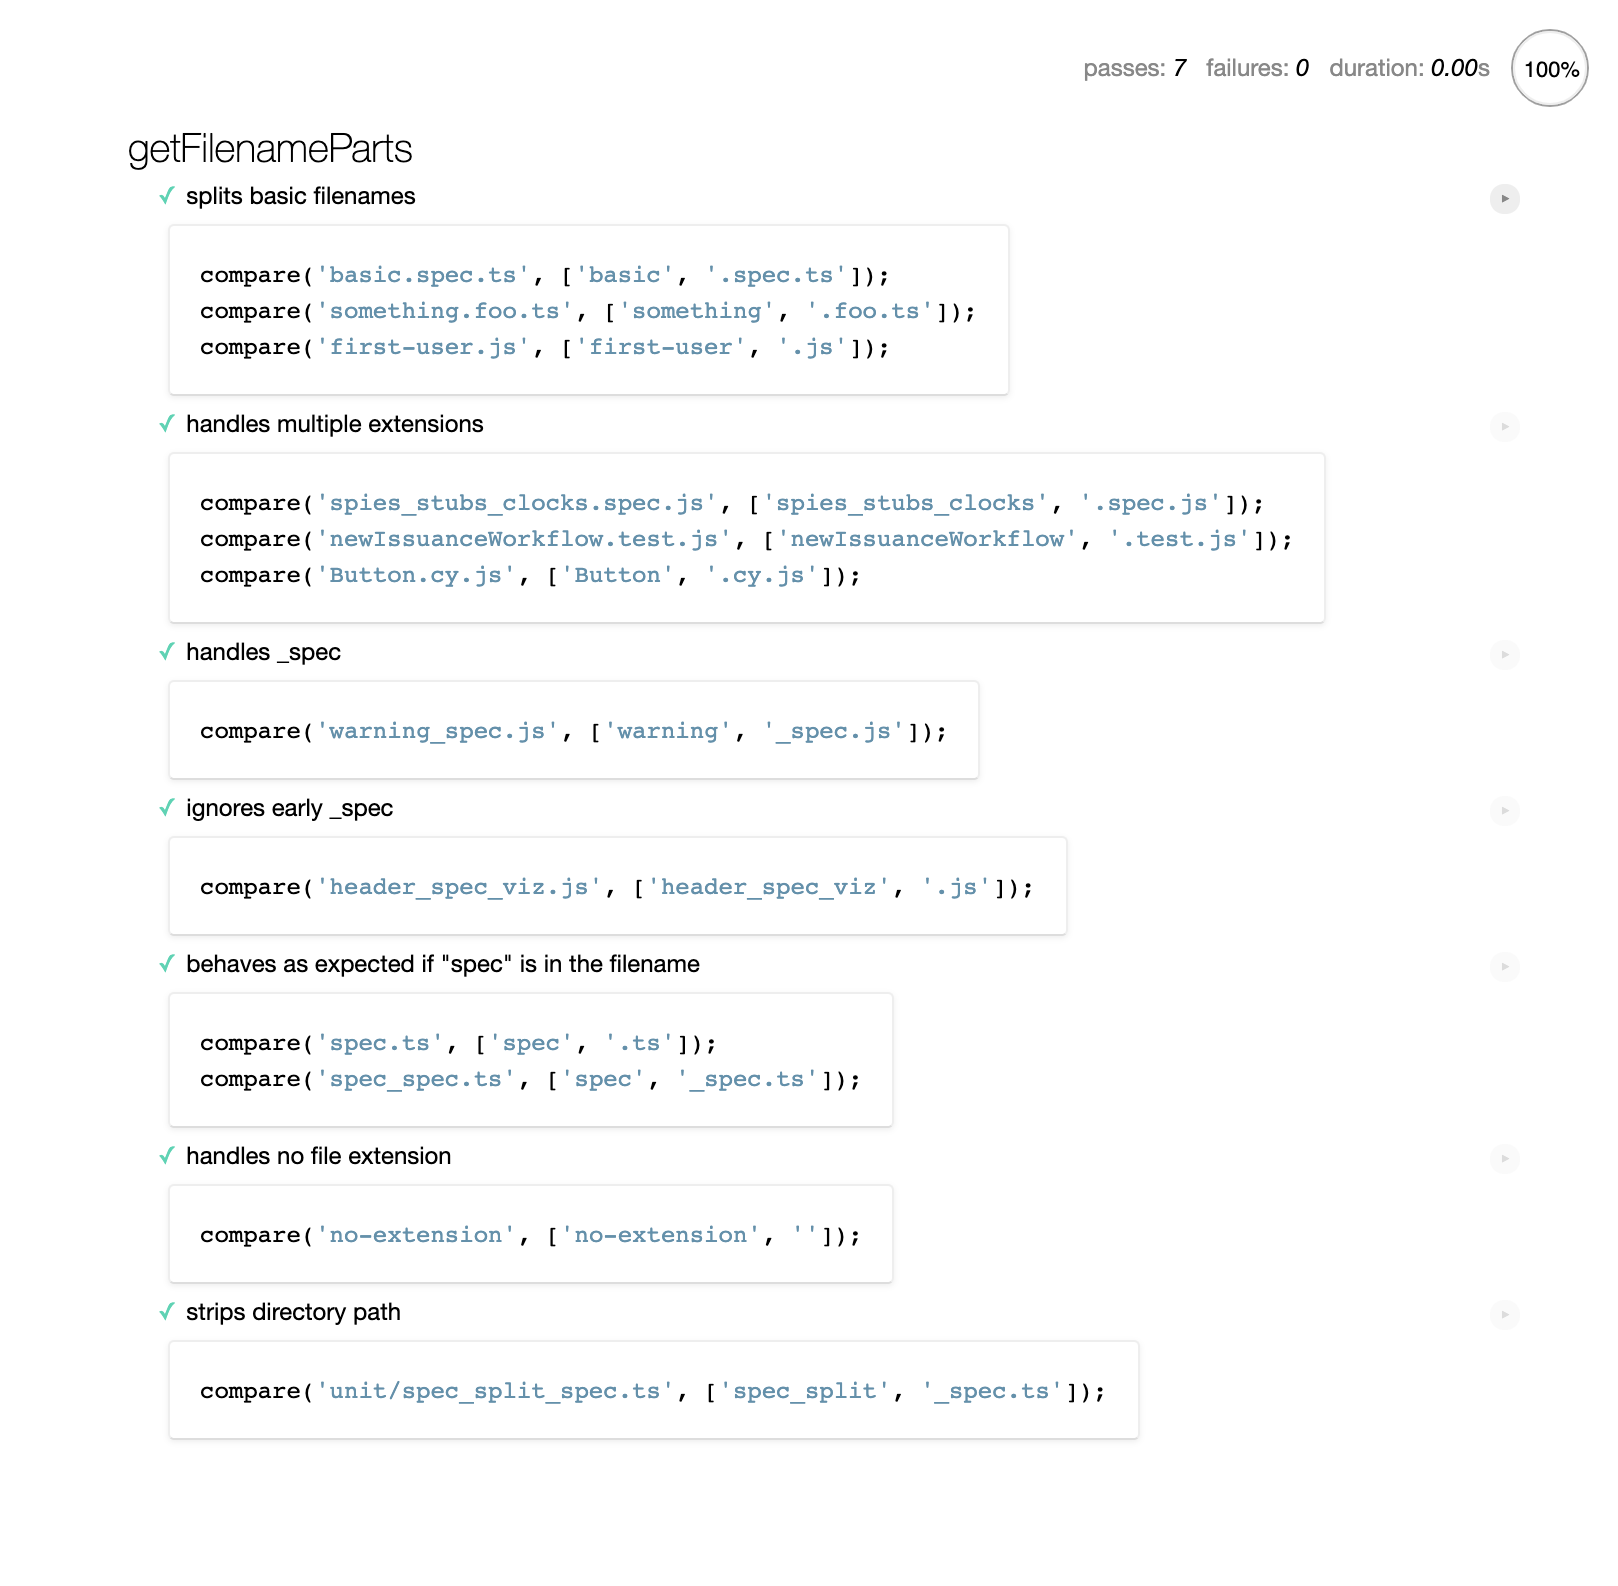 passes: 7 failures: 0 duration: 0.00s 100%
getFilenameParts
✓ splits basic filenames
compare('basic.spec.ts', ['basic', '.spec.ts']);
compare('something.foo.ts', ['something', '.foo.ts']);
compare('first-user.js', ['first-user', '.js']);
✓ handles multiple extensions
compare('spies_stubs_clocks.spec.js', ['spies_stubs_clocks', '.spec.js']);
compare('newIssuanceWorkflow.test.js', ['newIssuanceWorkflow', '.test.js']);
compare('Button.cy.js', ['Button', '.cy.js']);
✓ handles _spec
compare('warning_spec.js', ['warning', '_spec.js']);
✓ ignores early _spec
compare('header_spec_viz.js', ['header_spec_viz', '.js']);
✓ behaves as expected if "spec" is in the filename
compare('spec.ts', ['spec', '.ts']);
compare('spec_spec.ts', ['spec', '_spec.ts']);
✓ handles no file extension
compare('no-extension', ['no-extension', '']);
✓ strips directory path
compare('unit/spec_split_spec.ts', ['spec_split', '_spec.ts']);